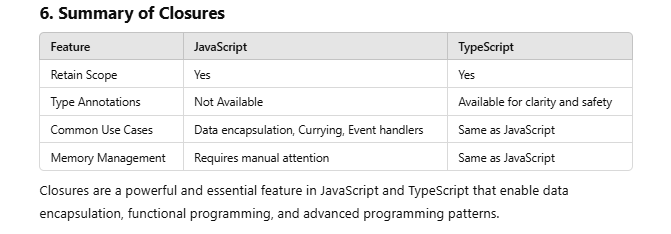 6. Summary of Closures
Feature JavaScript TypeScript
Retain Scope Yes Yes
Type Annotations Not Available Available for clarity and safety
Common Use Cases Data encapsulation, Currying, Event handlers Same as JavaScript
Memory Management Requires manual attention Same as JavaScript
Closures are a powerful and essential feature in JavaScript and TypeScript that enable data
encapsulation, functional programming, and advanced programming patterns.